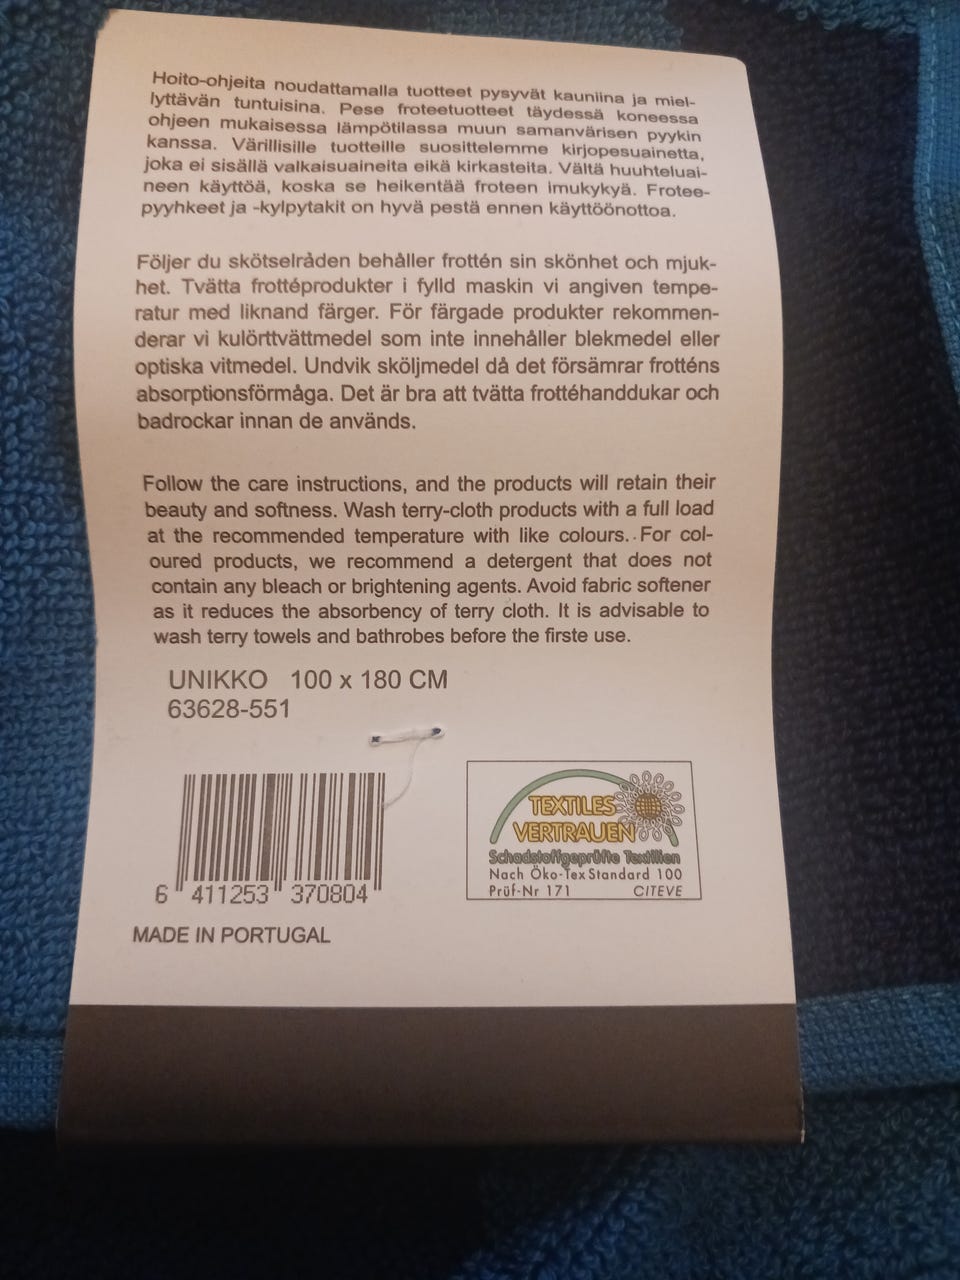 Hoito-ohjeita noudattamalla tuotteet pysyvät kauniina ja miel-
lyttävän tuntuisina. Pese froteetuotteet täydessä koneessa
ohjeen mukaisessa lämpötilassa muun samanvärisen pyykin
kanssa. Värillisille tuotteille suosittelemme kirjopesuainetta,
joka ei sisällä valkaisuaineita eikä kirkasteita. Vältä huuhteluai-
neen käyttöä, koska se heikentää froteen imukykyä. Frotee-
pyyhkeet ja -kylpytakit on hyvä pestä ennen käyttöönottoa.
Följer du skötselråden behåller frottén sin skönhet och mjuk-
het. Tvätta frottéprodukter i fylld maskin vi angiven tempe-
ratur med liknand färger. För färgade produkter rekommen-
derar vi kulörttvättmedel som inte innehåller blekmedel eller
optiska vitmedel. Undvik sköljmedel då det försämrar frotténs
absorptionsförmåga. Det är bra att tvätta frottéhanddukar och
badrockar innan de används.
Follow the care instructions, and the products will retain their
beauty and softness. Wash terry-cloth products with a full load
at the recommended temperature with like colours. For col-
oured products, we recommend a detergent that does not
contain any bleach or brightening agents. Avoid fabric softener
as it reduces the absorbency of terry cloth. It is advisable to
wash terry towels and bathrobes before the firste use.
UNIKKO 100 x 180 CM
63628-551
TEXTILES
VERTRAUEN
Schadstoffgeprüfte Textilien
Nach Öko-Tex Standard 100
Prüf-Nr 171 CITEVE
6 411253 370804
MADE IN PORTUGAL